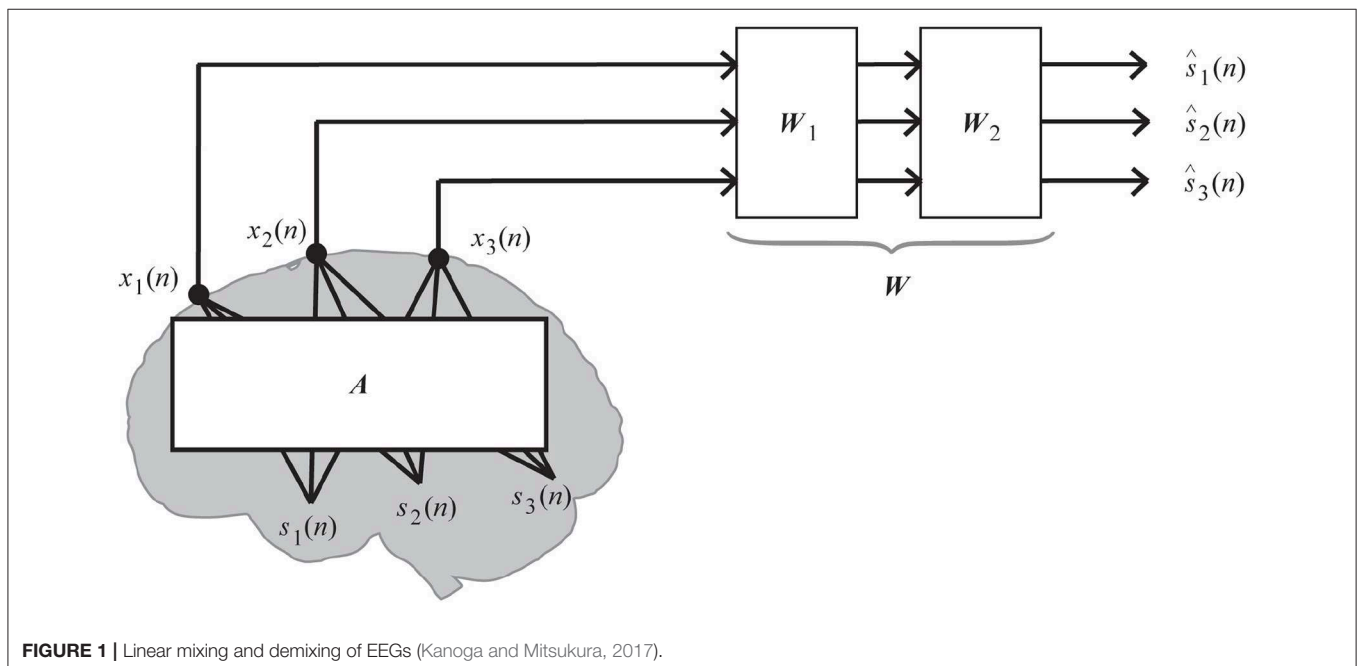 ŝ₁(n)
W₁ W₂ ŝ₂(n)
ŝ₃(n)
W
x₁(n) x₂(n) x₃(n)
A
s₁(n) s₂(n) s₃(n)
FIGURE 1 | Linear mixing and demixing of EEGs (Kanoga and Mitsukura, 2017).